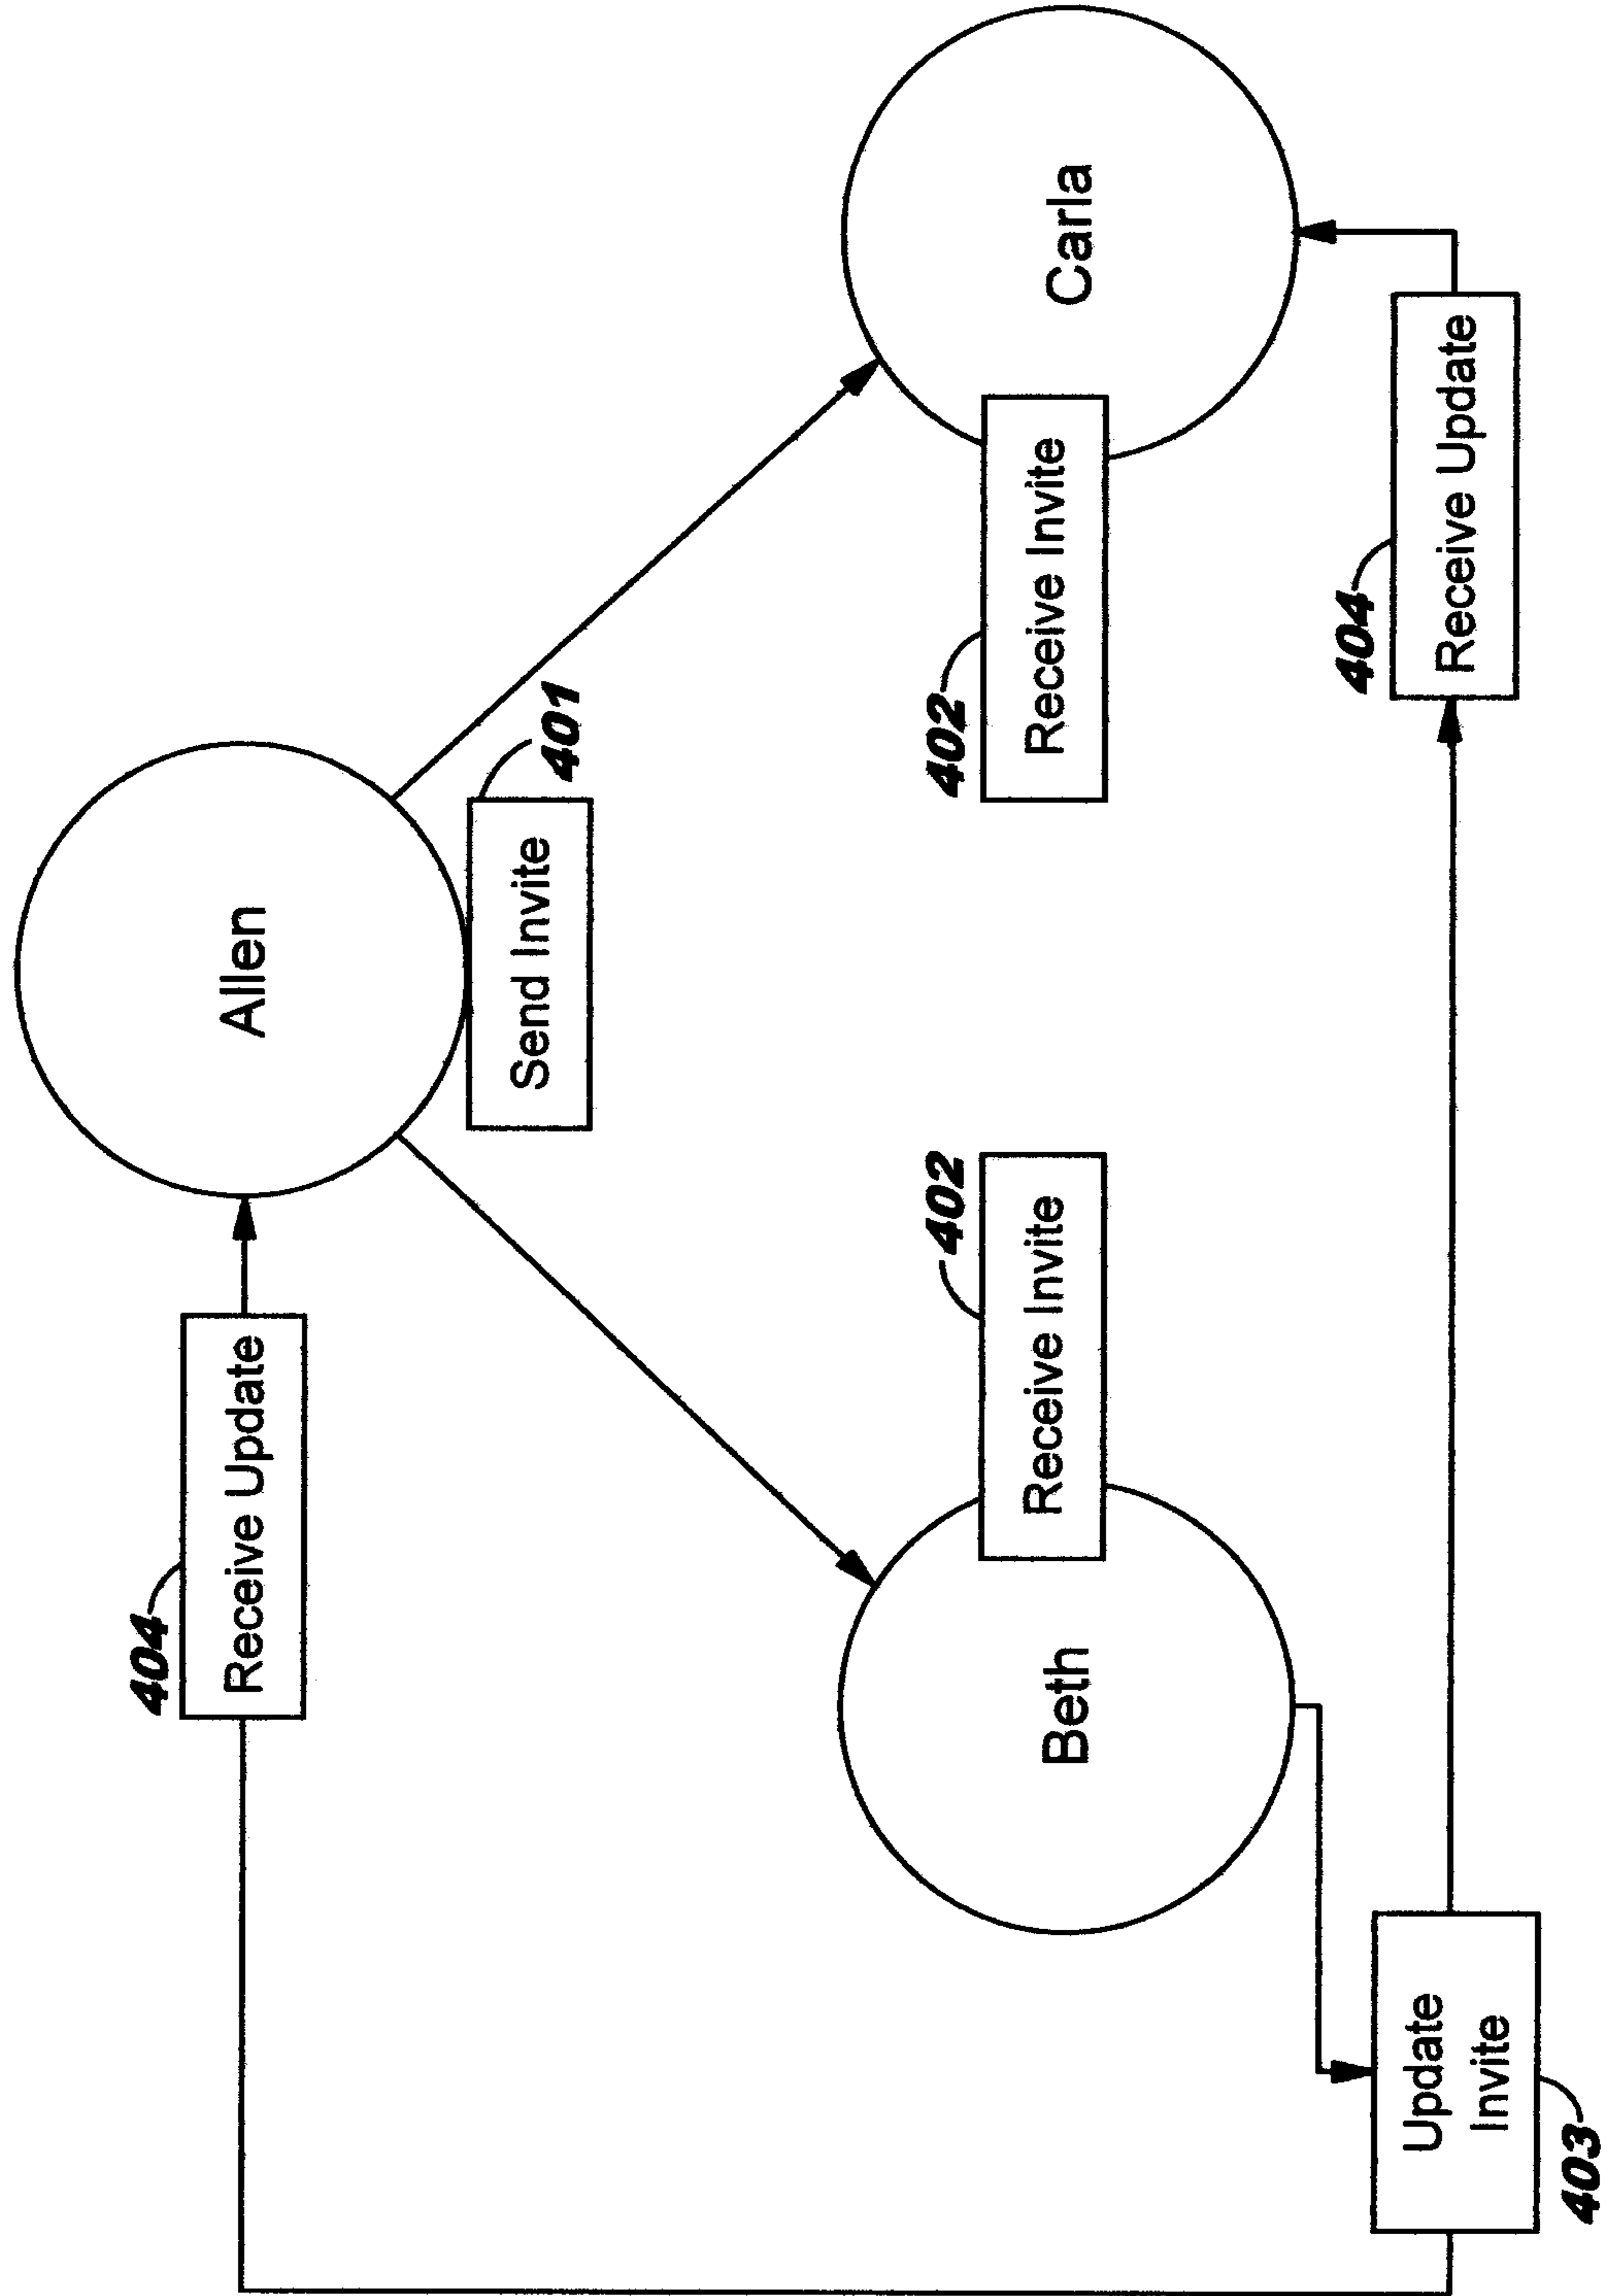 404
Receive Update
Allen
Send Invite
401
Beth
402
Receive Invite
402
Receive Invite
Carla
Update
Invite
403
404
Receive Update